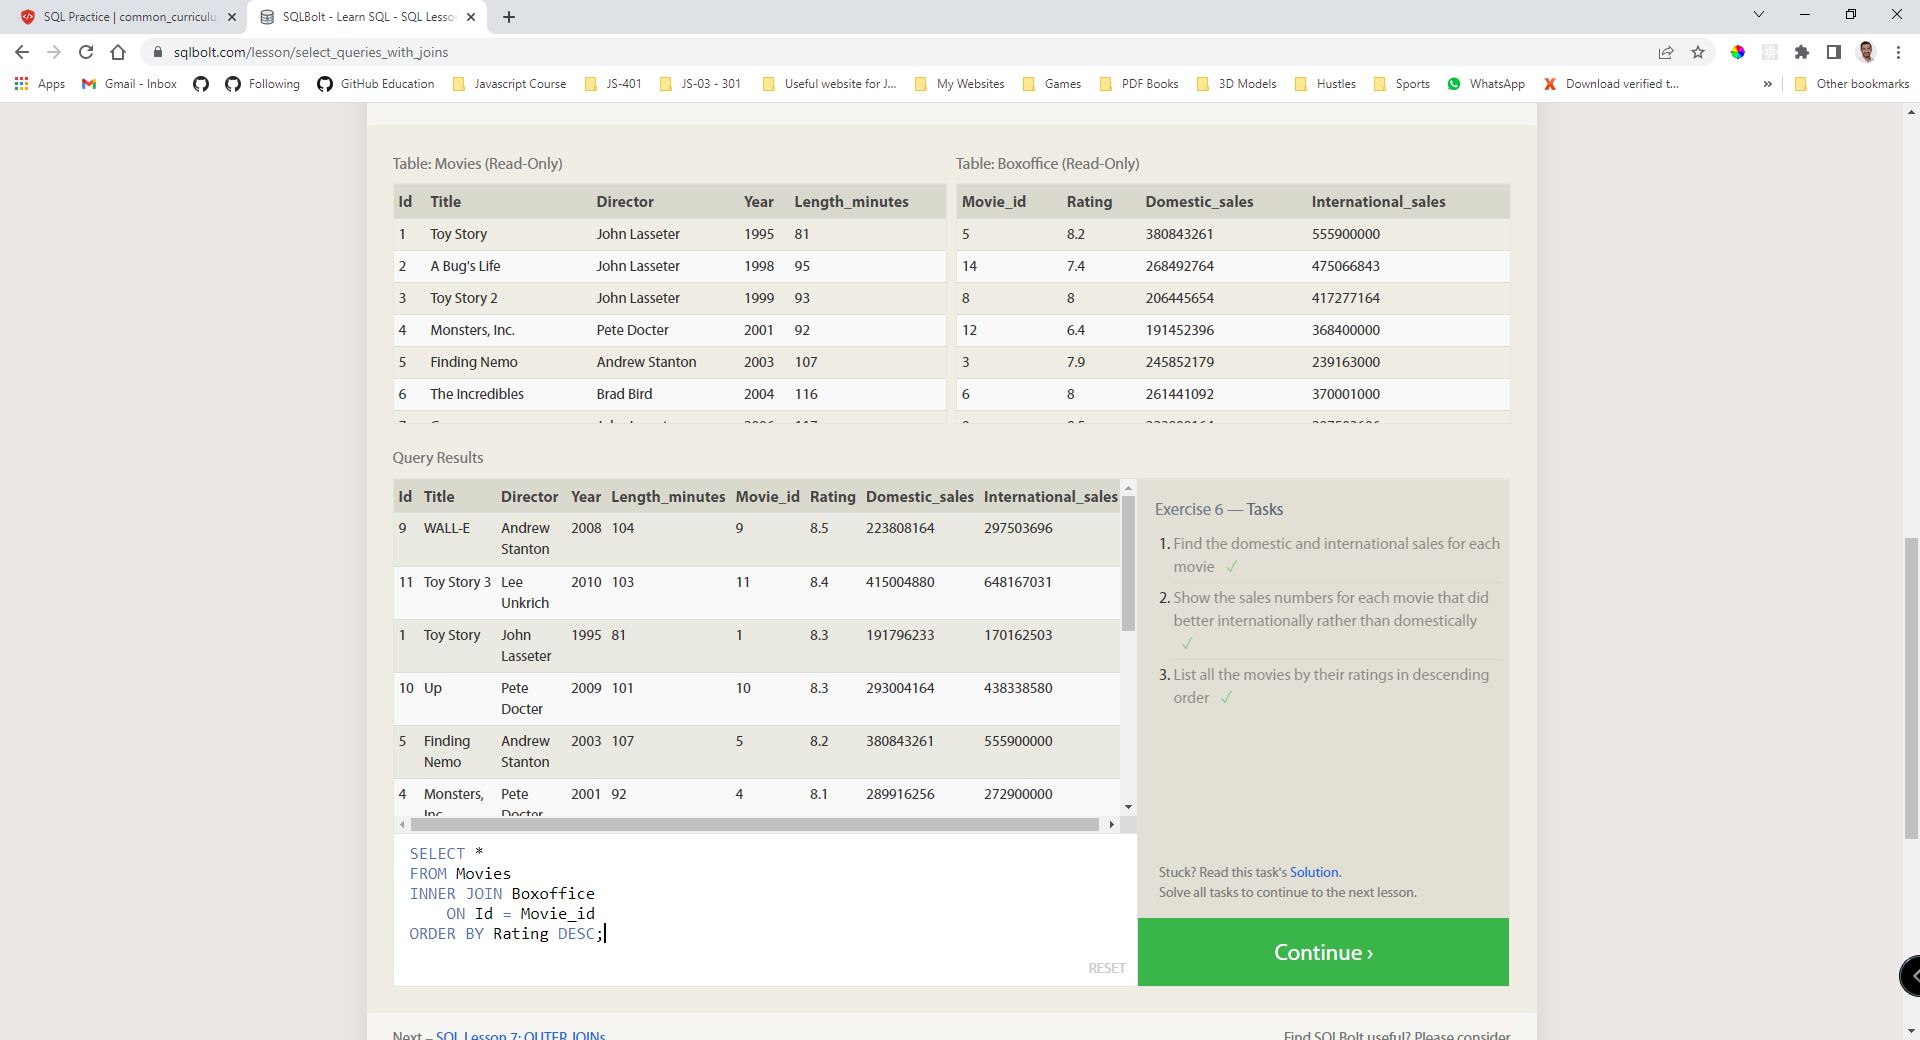 SQL Practice | common_curriculu
SQLBolt - Learn SQL - SQL Lesso
sqlbolt.com/lesson/select_queries_with_joins
Apps Gmail - Inbox Following GitHub Education Javascript Course JS-401 JS-03 - 301 Useful website for J... My Websites Games PDF Books 3D Models Hustles Sports WhatsApp Download verified t... » Other bookmarks
Table: Movies (Read-Only)
Id Title Director Year Length_minutes
1 Toy Story John Lasseter 1995 81
2 A Bug's Life John Lasseter 1998 95
3 Toy Story 2 John Lasseter 1999 93
4 Monsters, Inc. Pete Docter 2001 92
5 Finding Nemo Andrew Stanton 2003 107
6 The Incredibles Brad Bird 2004 116
Table: Boxoffice (Read-Only)
Movie_id Rating Domestic_sales International_sales
5 8.2 380843261 555900000
14 7.4 268492764 475066843
8 8 206445654 417277164
12 6.4 191452396 368400000
3 7.9 245852179 239163000
6 8 261441092 370001000
Query Results
Id Title Director Year Length_minutes Movie_id Rating Domestic_sales International_sales
9 WALL-E Andrew Stanton 2008 104 9 8.5 223808164 297503696
11 Toy Story 3 Lee Unkrich 2010 103 11 8.4 415004880 648167031
1 Toy Story John Lasseter 1995 81 1 8.3 191796233 170162503
10 Up Pete Docter 2009 101 10 8.3 293004164 438338580
5 Finding Nemo Andrew Stanton 2003 107 5 8.2 380843261 555900000
4 Monsters, Inc. Pete Docter 2001 92 4 8.1 289916256 272900000
SELECT *
FROM Movies
INNER JOIN Boxoffice
ON Id = Movie_id
ORDER BY Rating DESC;
RESET
Exercise 6 — Tasks
1. Find the domestic and international sales for each
movie ✓
2. Show the sales numbers for each movie that did
better internationally rather than domestically
✓
3. List all the movies by their ratings in descending
order ✓
Stuck? Read this task's Solution.
Solve all tasks to continue to the next lesson.
Continue ›
Next – SQL Lesson 7: OUTER JOINs
Find SQLBolt useful? Please consider